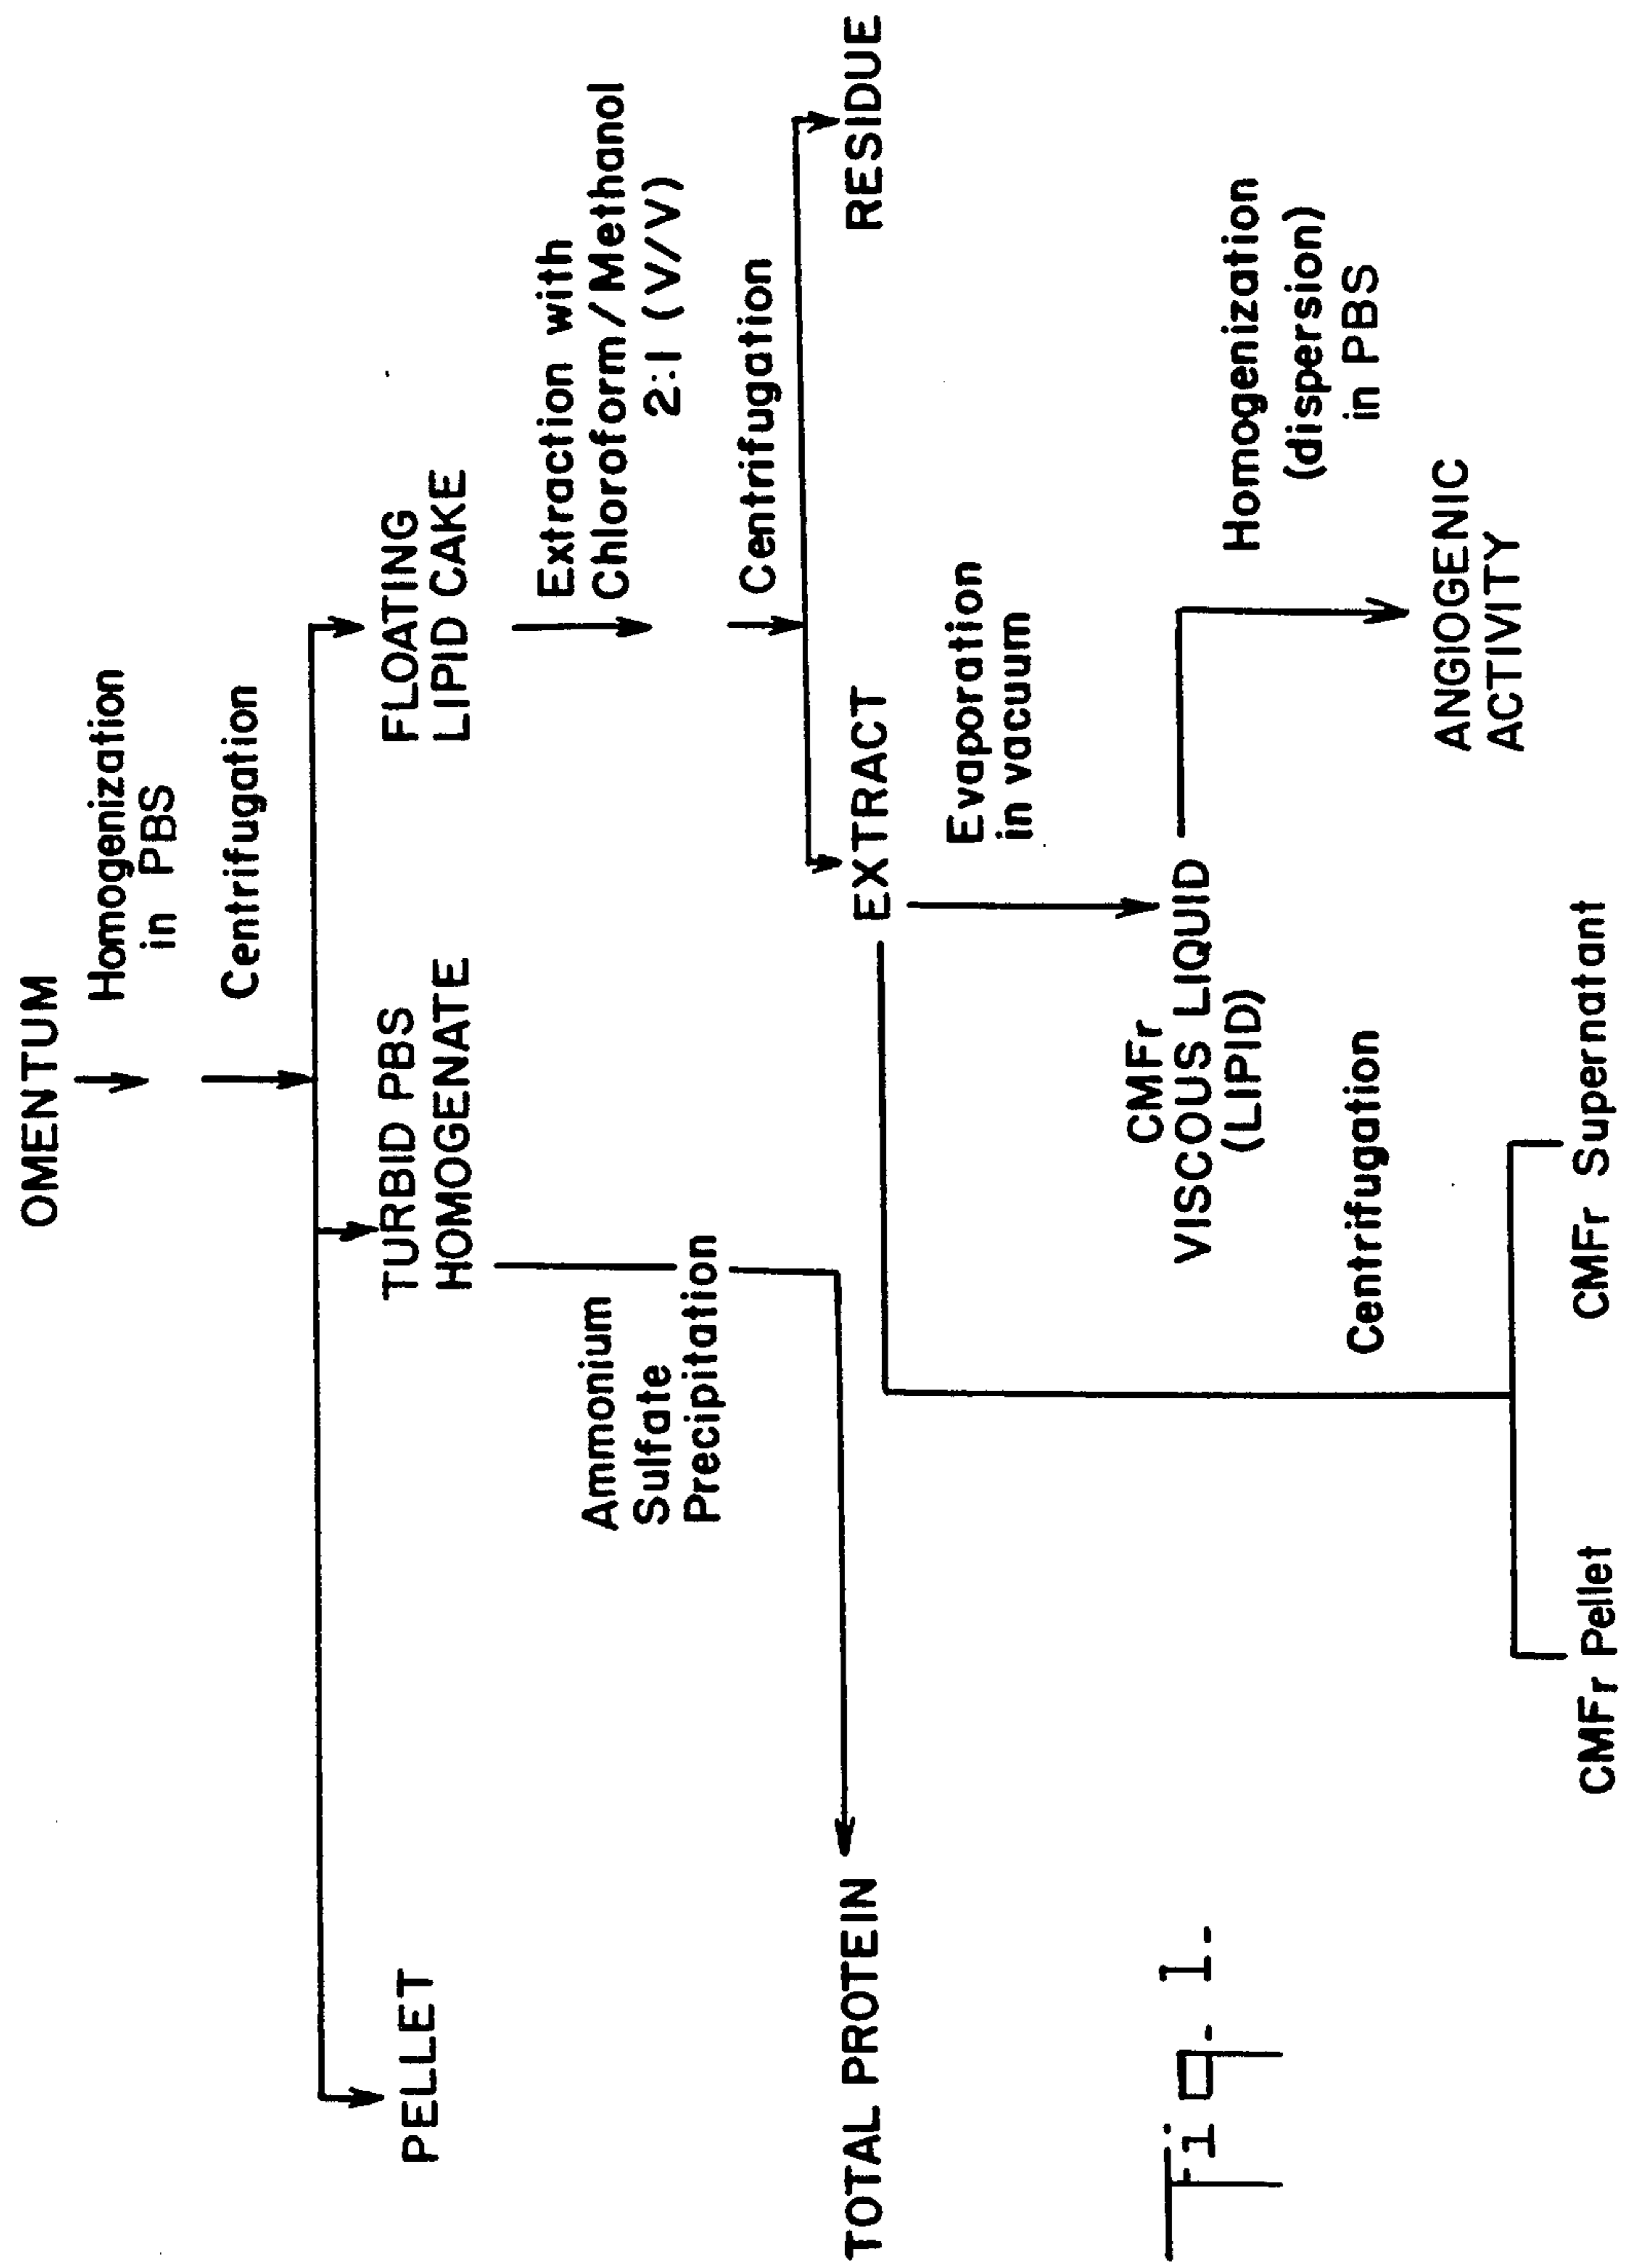 OMENTUM
Homogenization
in PBS
Centrifugation
PELLET
TURBID PBS
HOMOGENATE
FLOATING
LIPID CAKE
Ammonium
Sulfate
Precipitation
Extraction with
Chloroform/Methanol
2:1 (V/V)
Centrifugation
TOTAL PROTEIN
EXTRACT
RESIDUE
Evaporation
in vacuum
CMFr
VISCOUS LIQUID
(LIPID)
Homogenization
(dispersion)
in PBS
Centrifugation
ANGIOGENIC
ACTIVITY
CMFr Pellet
CMFr Supernatant
Fig. 1.